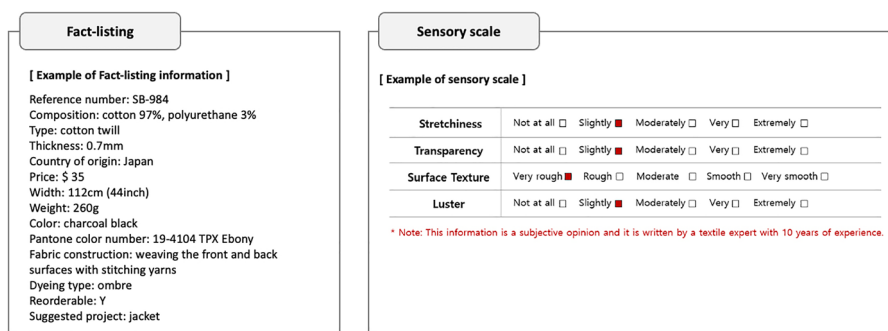 Fact-listing
[ Example of Fact-listing information ]
Reference number: SB-984
Composition: cotton 97%, polyurethane 3%
Type: cotton twill
Thickness: 0.7mm
Country of origin: Japan
Price: $ 35
Width: 112cm (44inch)
Weight: 260g
Color: charcoal black
Pantone color number: 19-4104 TPX Ebony
Fabric construction: weaving the front and back
surfaces with stitching yarns
Dyeing type: ombre
Reorderable: Y
Suggested project: jacket
Sensory scale
[ Example of sensory scale ]
Stretchiness Not at all □ Slightly ■ Moderately □ Very □ Extremely □
Transparency Not at all □ Slightly ■ Moderately □ Very □ Extremely □
Surface Texture Very rough ■ Rough □ Moderate □ Smooth □ Very smooth □
Luster Not at all □ Slightly ■ Moderately □ Very □ Extremely □
* Note: This information is a subjective opinion and it is written by a textile expert with 10 years of experience.